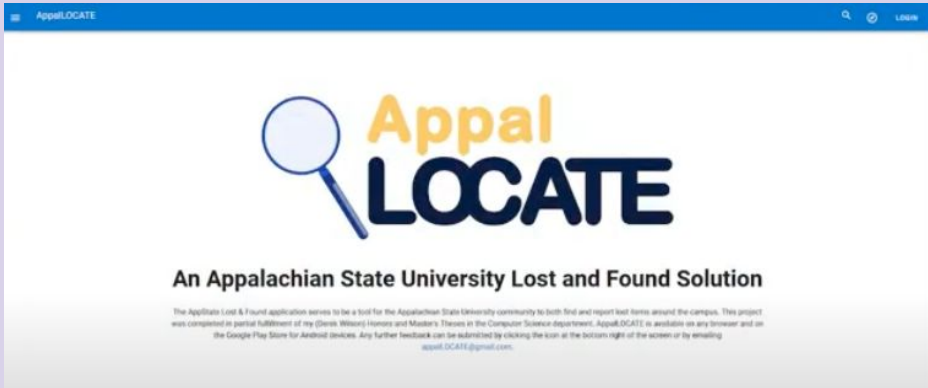 AppalLOCATE
LOGIN
Appal
LOCATE
An Appalachian State University Lost and Found Solution
The AppState Lost & Found application serves to be a tool for the Appalachian State University community to both find and report lost items around the campus. This project
was completed in partial fulfillment of my (Derek Wilson) Honors and Master's Theses in the Computer Science department. AppalLOCATE is available on any browser and on
the Google Play Store for Android devices. Any further feedback can be submitted by clicking the icon at the bottom right of the screen or by emailing
appalLOCATE@gmail.com.